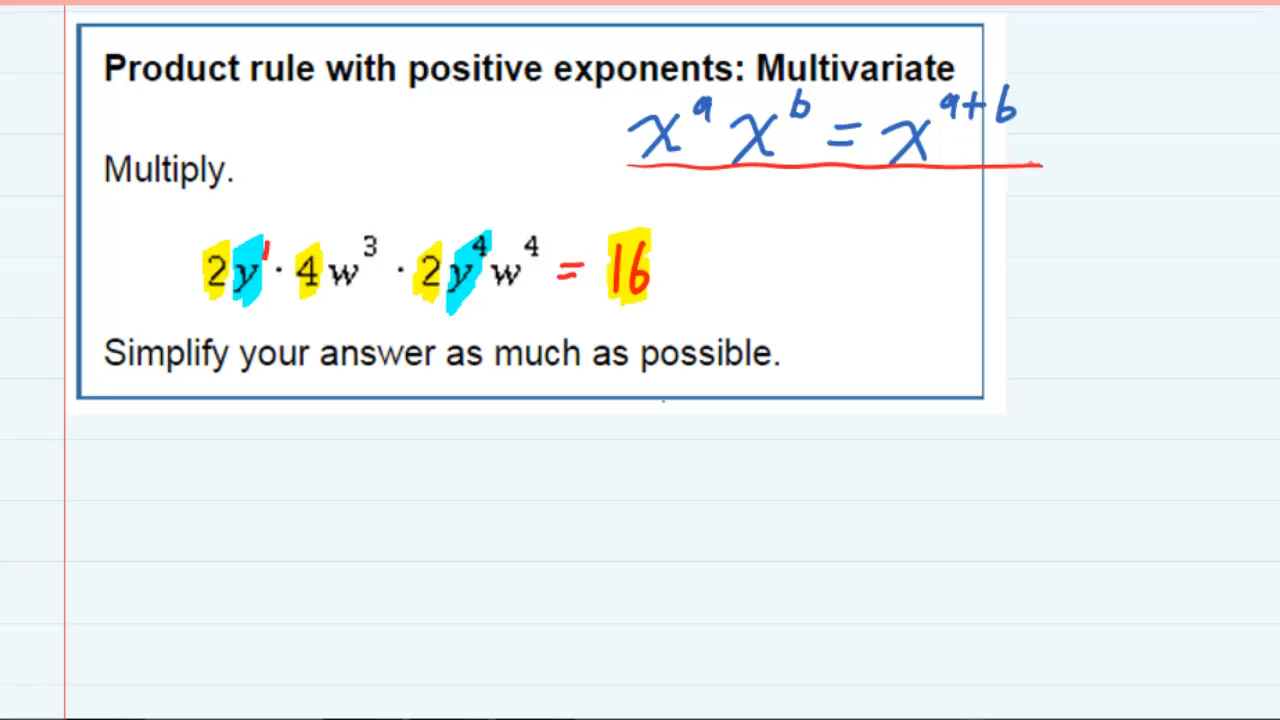 Product rule with positive exponents: Multivariate
x^a x^b = x^{a+b}
Multiply.
2y^1 · 4w^3 · 2y^4w^4 = 16
Simplify your answer as much as possible.